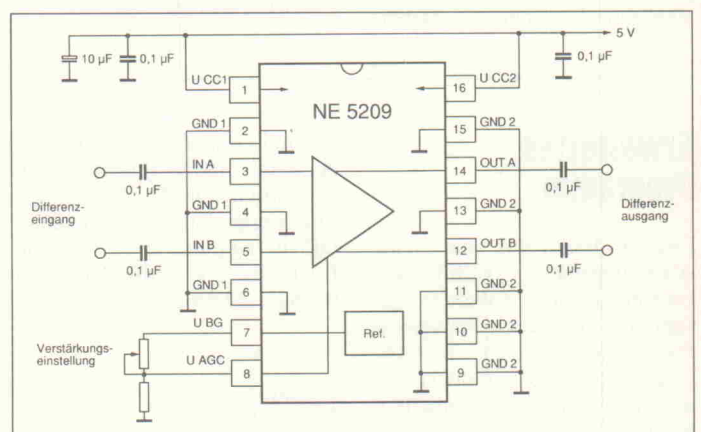 5 V
10 µF
0,1 µF
0,1 µF
U CC1
U CC2
1
16
NE 5209
GND 1
GND 2
2
15
IN A
OUT A
3
14
0,1 µF
0,1 µF
Differenz-
eingang
GND 1
GND 2
4
13
Differenz-
ausgang
IN B
OUT B
5
12
0,1 µF
0,1 µF
GND 1
GND 2
6
11
U BG
GND 2
7
Ref.
10
Verstärkungs-
einstellung
U AGC
GND 2
8
9